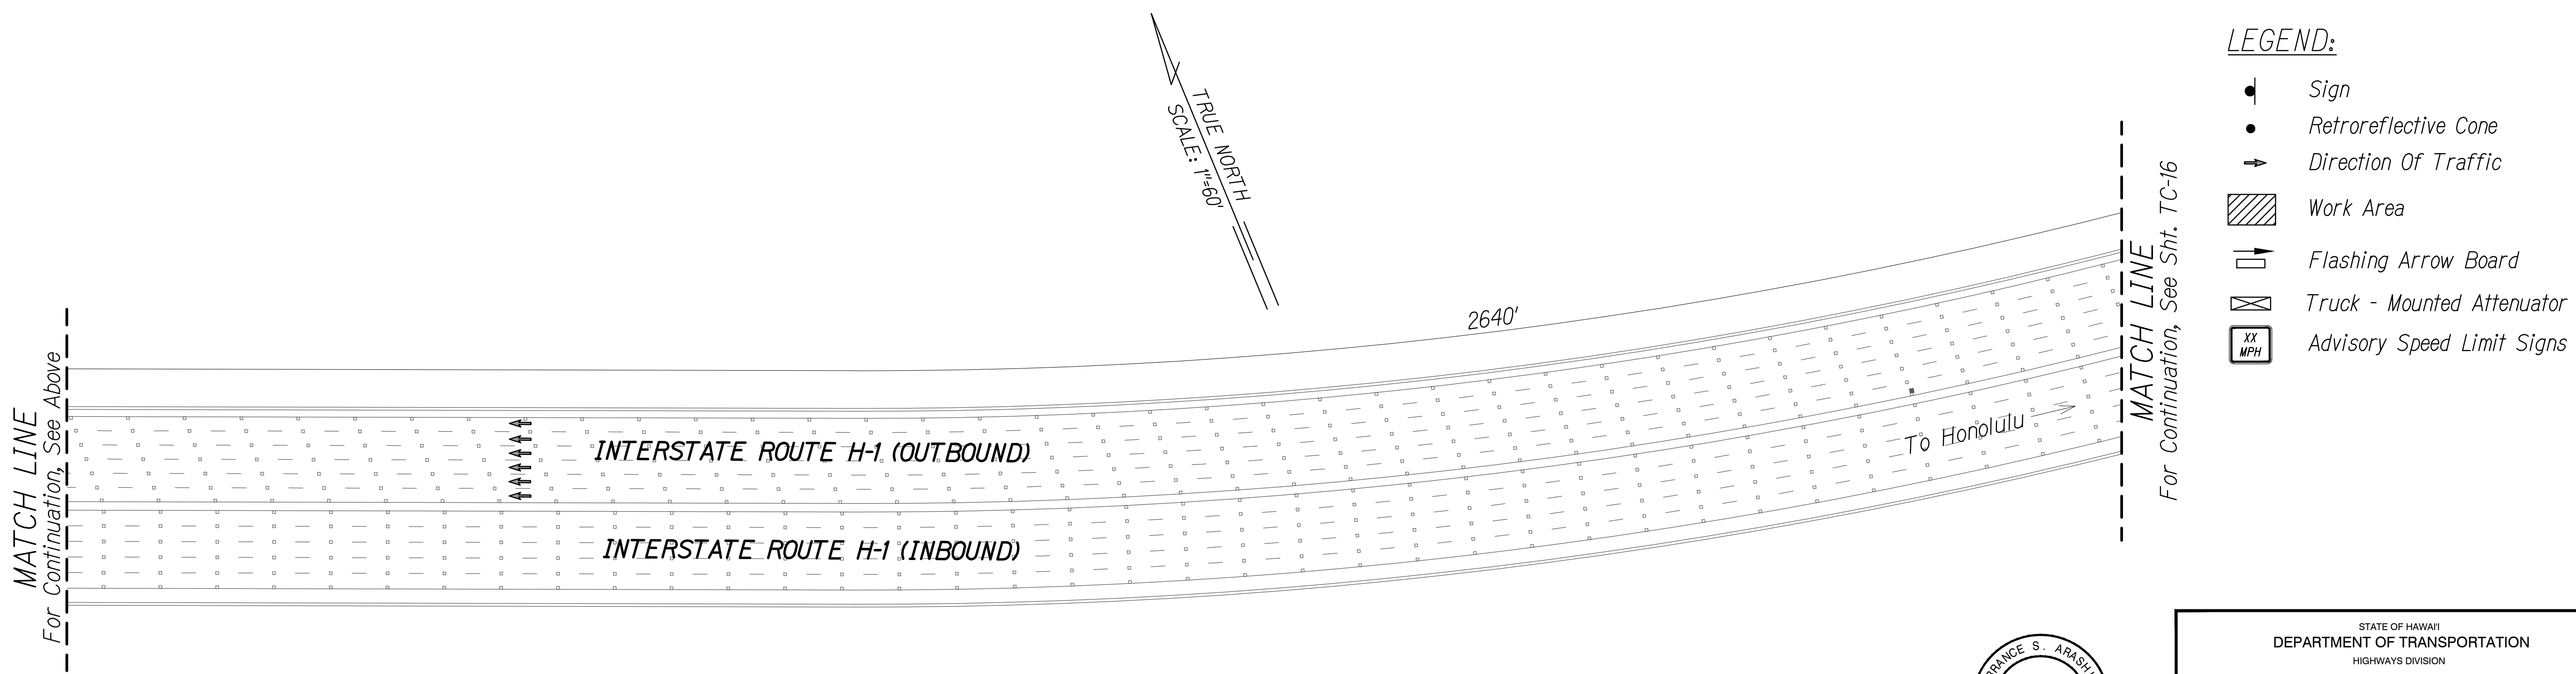 TRUE NORTH
SCALE: 1"=60'
2640'
MATCH LINE
For Continuation, See Above
INTERSTATE ROUTE H-1 (OUTBOUND)
INTERSTATE ROUTE H-1 (INBOUND)
To Honolulu
MATCH LINE
For Continuation, See Sht. TC-16
LEGEND:
Sign
Retroreflective Cone
Direction Of Traffic
Work Area
Flashing Arrow Board
Truck - Mounted Attenuator
XX
MPH
Advisory Speed Limit Signs
STATE OF HAWAI'I
DEPARTMENT OF TRANSPORTATION
HIGHWAYS DIVISION